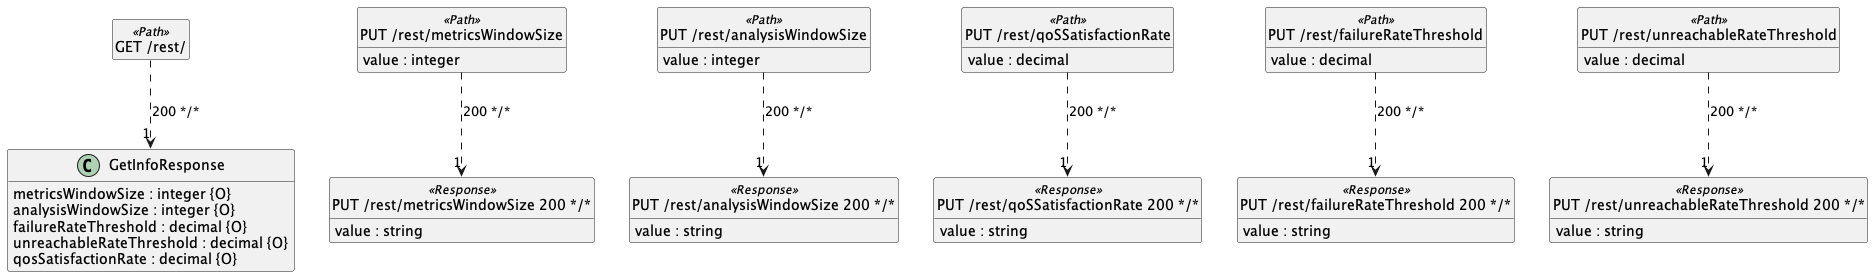 «Path»
GET /rest/
200 */*
1
C GetInfoResponse
metricsWindowSize : integer {O}
analysisWindowSize : integer {O}
failureRateThreshold : decimal {O}
unreachableRateThreshold : decimal {O}
qosSatisfactionRate : decimal {O}
«Path»
PUT /rest/metricsWindowSize
value : integer
200 */*
1
«Response»
PUT /rest/metricsWindowSize 200 */*
value : string
«Path»
PUT /rest/analysisWindowSize
value : integer
200 */*
1
«Response»
PUT /rest/analysisWindowSize 200 */*
value : string
«Path»
PUT /rest/qoSSatisfactionRate
value : decimal
200 */*
1
«Response»
PUT /rest/qoSSatisfactionRate 200 */*
value : string
«Path»
PUT /rest/failureRateThreshold
value : decimal
200 */*
1
«Response»
PUT /rest/failureRateThreshold 200 */*
value : string
«Path»
PUT /rest/unreachableRateThreshold
value : decimal
200 */*
1
«Response»
PUT /rest/unreachableRateThreshold 200 */*
value : string